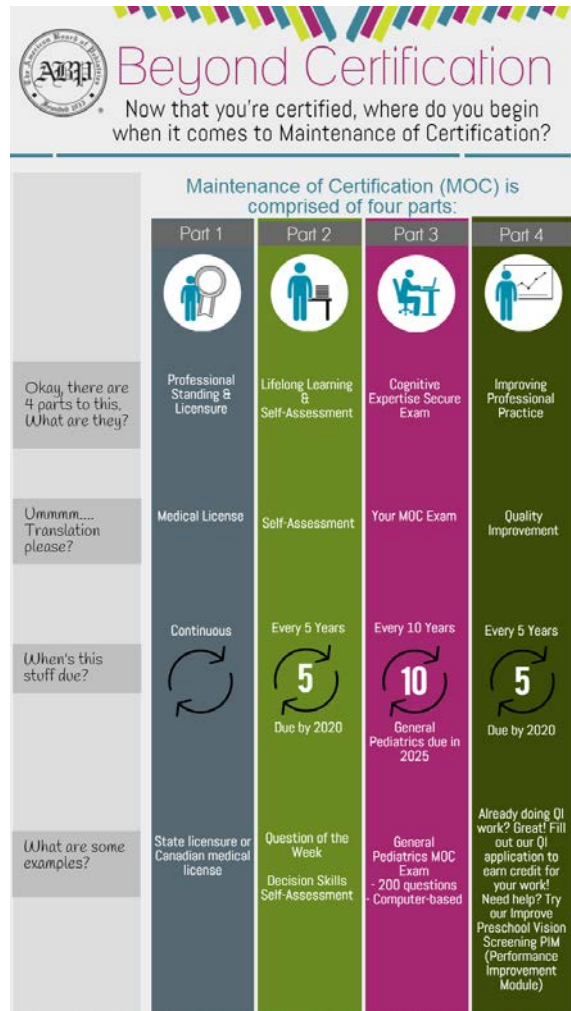 The American Board of Pediatrics
ABP
Founded 1933
Beyond Certification
Now that you're certified, where do you begin
when it comes to Maintenance of Certification?
Maintenance of Certification (MOC) is
comprised of four parts:
Part 1
Part 2
Part 3
Part 4
Okay, there are
4 parts to this.
What are they?
Professional
Standing &
Licensure
Lifelong Learning
&
Self-Assessment
Cognitive
Expertise Secure
Exam
Improving
Professional
Practice
Ummmm....
Translation
please?
Medical License
Self-Assessment
Your MOC Exam
Quality
Improvement
When's this
stuff due?
Continuous
Every 5 Years
5
Due by 2020
Every 10 Years
10
General
Pediatrics due in
2025
Every 5 Years
5
Due by 2020
What are some
examples?
State licensure or
Canadian medical
license
Question of the
Week
Decision Skills
Self-Assessment
General
Pediatrics MOC
Exam
- 200 questions
- Computer-based
Already doing QI
work? Great! Fill
out our QI
application to
earn credit for
your work!
Need help? Try
our Improve
Preschool Vision
Screening PIM
(Performance
Improvement
Module)